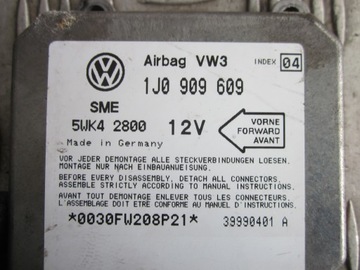 Airbag VW3
INDEX 04
1J0 909 609
SME
5WK4 2800
12V
VORNE
FORWARD
AVANT
Made in Germany
VOR JEDER DEMONTAGE ALLE STECKVERBINDUNGEN LOESEN.
MONTAGE NUR NACH EINBAUANWEISUNG.
BEFORE EVERY DISASSEMBLY, DETACH ALL CONNECTORS.
ASSEMBLE STRICTLY ACCORDING TO MANUAL INSTRUCTIONS.
AVANT TOUT DEMONTAGE ENLEVER TOUS LES CONNECTEURS.
L'ASSEMBLAGE DOIT ETRE CONFORME AU MANUEL D'INSTRUCTIONS
*0030FW208P21*
39990401 A